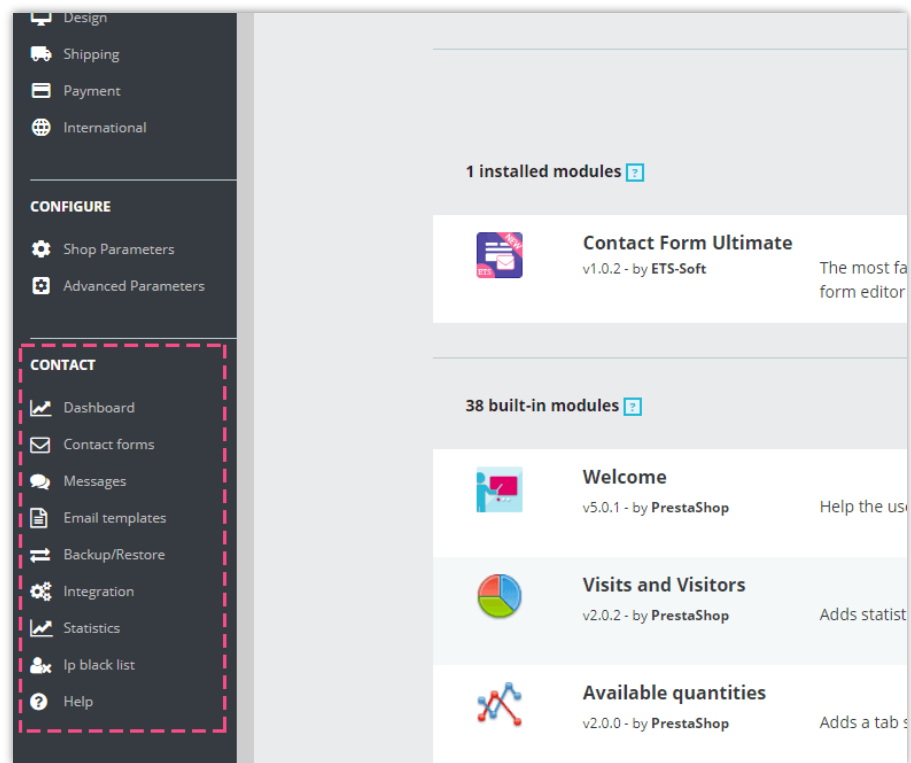 Design
Shipping
Payment
International
CONFIGURE
Shop Parameters
Advanced Parameters
CONTACT
Dashboard
Contact forms
Messages
Email templates
Backup/Restore
Integration
Statistics
Ip black list
Help
1 installed modules ?
NEW
ETS
Contact Form Ultimate
v1.0.2 - by ETS-Soft
The most fa
form editor
38 built-in modules ?
Welcome
v5.0.1 - by PrestaShop
Help the us
Visits and Visitors
v2.0.2 - by PrestaShop
Adds statist
Available quantities
v2.0.0 - by PrestaShop
Adds a tab